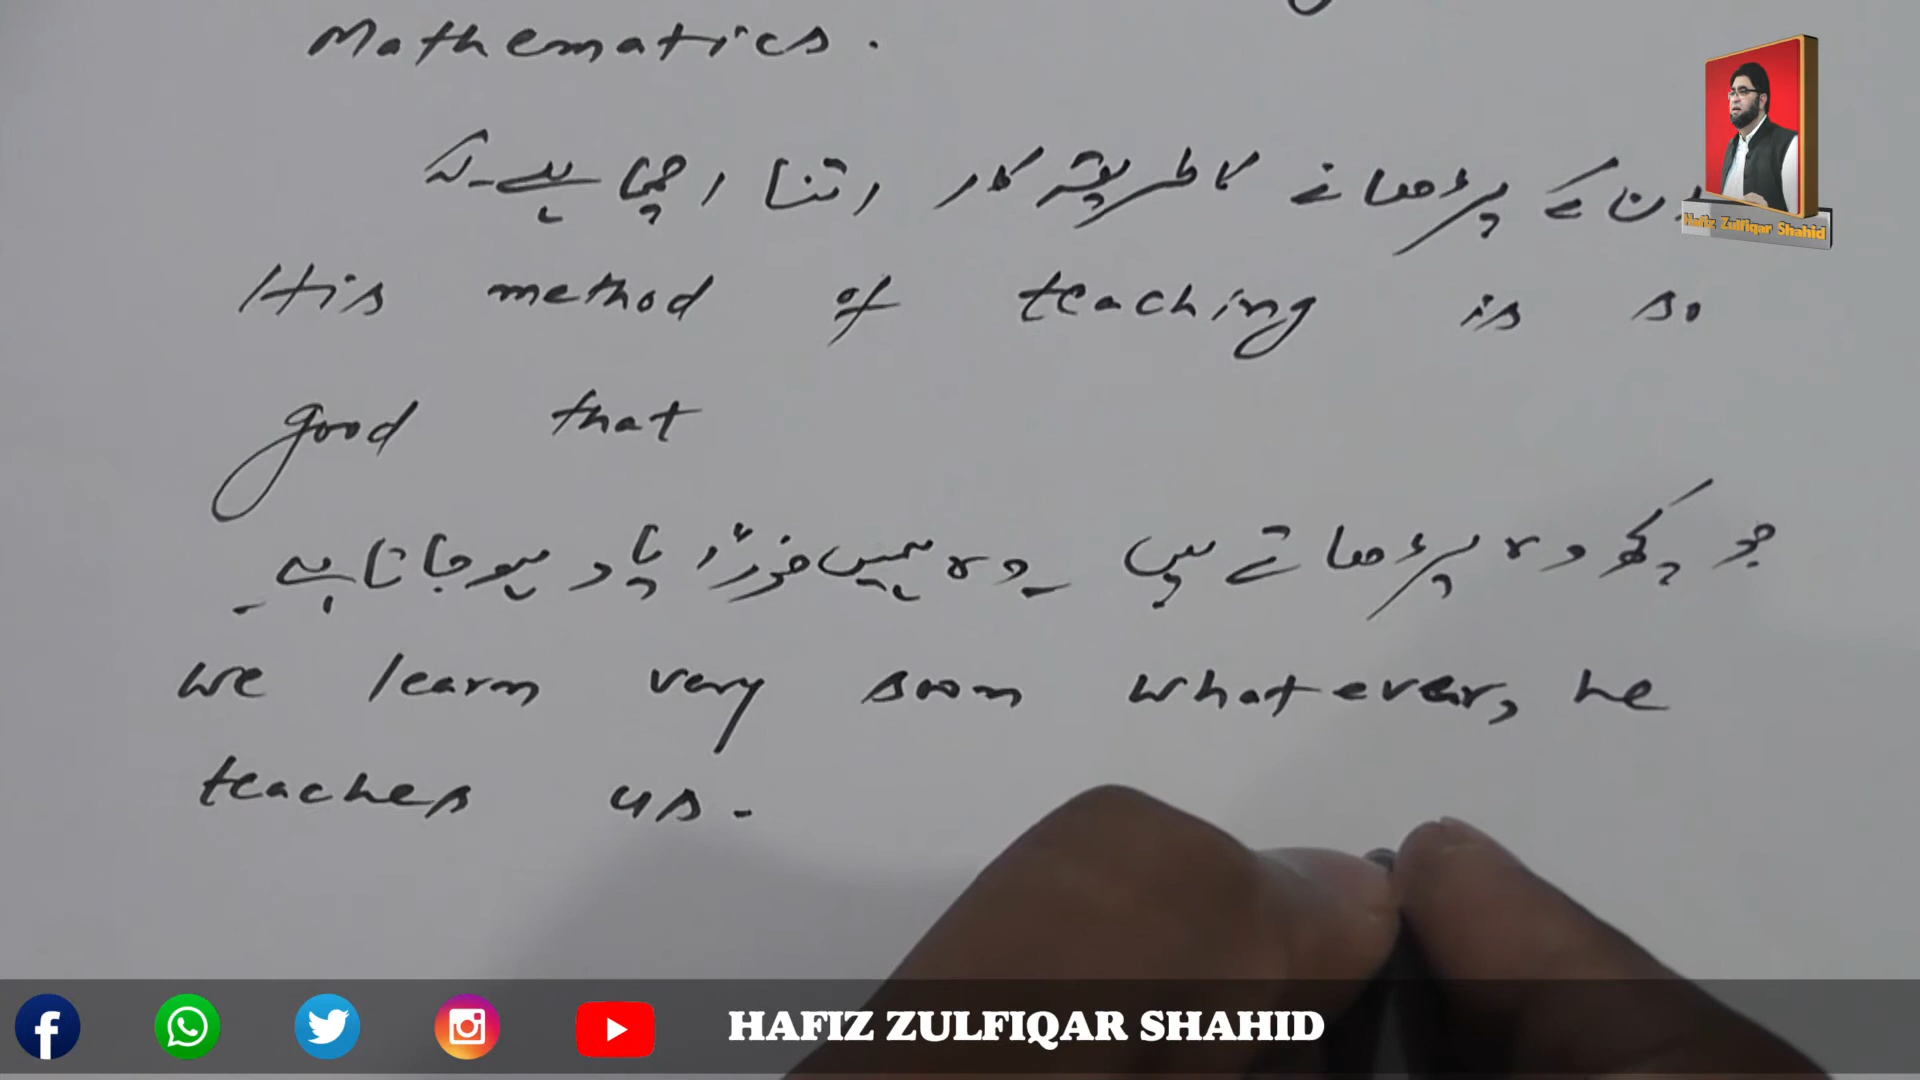 Mathematics.
ان کے پڑھانے کا طریقہ کار اتنا اچھا ہے۔ کہ
Hafiz Zulfiqar Shahid
His method of teaching is so
good that
جو کچھ وہ پڑھاتے ہیں ۔ وہ ہمیں فوراً یاد ہو جاتا ہے۔
we learn very soon whatever, he
teaches us.
HAFIZ ZULFIQAR SHAHID